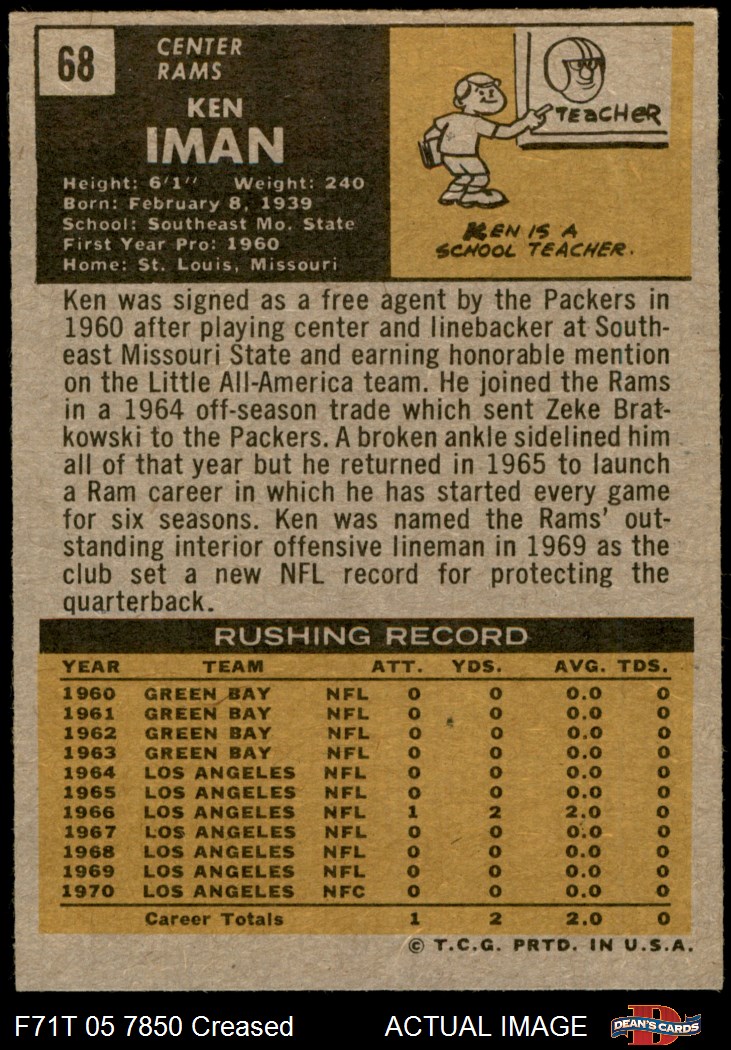 68
CENTER
RAMS
KEN
IMAN
Height: 6'1" Weight: 240
Born: February 8, 1939
School: Southeast Mo. State
First Year Pro: 1960
Home: St. Louis, Missouri
TEACHER
KEN IS A
SCHOOL TEACHER.
Ken was signed as a free agent by the Packers in
1960 after playing center and linebacker at South-
east Missouri State and earning honorable mention
on the Little All-America team. He joined the Rams
in a 1964 off-season trade which sent Zeke Brat-
kowski to the Packers. A broken ankle sidelined him
all of that year but he returned in 1965 to launch
a Ram career in which he has started every game
for six seasons. Ken was named the Rams' out-
standing interior offensive lineman in 1969 as the
club set a new NFL record for protecting the
quarterback.
RUSHING RECORD
YEAR TEAM ATT. YDS. AVG. TDS.
1960 GREEN BAY NFL 0 0 0.0 0
1961 GREEN BAY NFL 0 0 0.0 0
1962 GREEN BAY NFL 0 0 0.0 0
1963 GREEN BAY NFL 0 0 0.0 0
1964 LOS ANGELES NFL 0 0 0.0 0
1965 LOS ANGELES NFL 0 0 0.0 0
1966 LOS ANGELES NFL 1 2 2.0 0
1967 LOS ANGELES NFL 0 0 0.0 0
1968 LOS ANGELES NFL 0 0 0.0 0
1969 LOS ANGELES NFL 0 0 0.0 0
1970 LOS ANGELES NFC 0 0 0.0 0
Career Totals 1 2 2.0 0
© T.C.G. PRTD. IN U.S.A.
F71T 05 7850 Creased ACTUAL IMAGE D DEAN'S CARDS